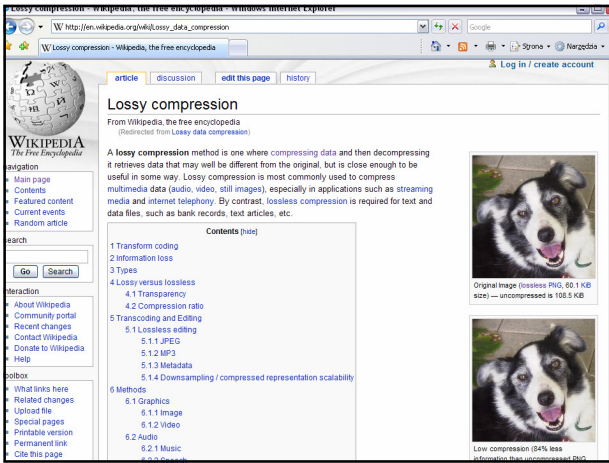 Lossy compression - Wikipedia, the free encyclopedia - Windows Internet Explorer
http://en.wikipedia.org/wiki/Lossy_data_compression
Google
Lossy compression - Wikipedia, the free encyclopedia
Strona
Narzędzia
Log in / create account
article
discussion
edit this page
history
WIKIPEDIA
The Free Encyclopedia
navigation
Main page
Contents
Featured content
Current events
Random article
search
Go
Search
interaction
About Wikipedia
Community portal
Recent changes
Contact Wikipedia
Donate to Wikipedia
Help
toolbox
What links here
Related changes
Upload file
Special pages
Printable version
Permanent link
Cite this page
Lossy compression
From Wikipedia, the free encyclopedia
(Redirected from Lossy data compression)
A lossy compression method is one where compressing data and then decompressing
it retrieves data that may well be different from the original, but is close enough to be
useful in some way. Lossy compression is most commonly used to compress
multimedia data (audio, video, still images), especially in applications such as streaming
media and internet telephony. By contrast, lossless compression is required for text and
data files, such as bank records, text articles, etc.
Contents [hide]
1 Transform coding
2 Information loss
3 Types
4 Lossy versus lossless
4.1 Transparency
4.2 Compression ratio
5 Transcoding and Editing
5.1 Lossless editing
5.1.1 JPEG
5.1.2 MP3
5.1.3 Metadata
5.1.4 Downsampling / compressed representation scalability
6 Methods
6.1 Graphics
6.1.1 Image
6.1.2 Video
6.2 Audio
6.2.1 Music
6.2.2 Speech
Original Image (lossless PNG, 60.1 KiB
size) — uncompressed is 108.5 KiB
Low compression (84% less
information than uncompressed PNG,